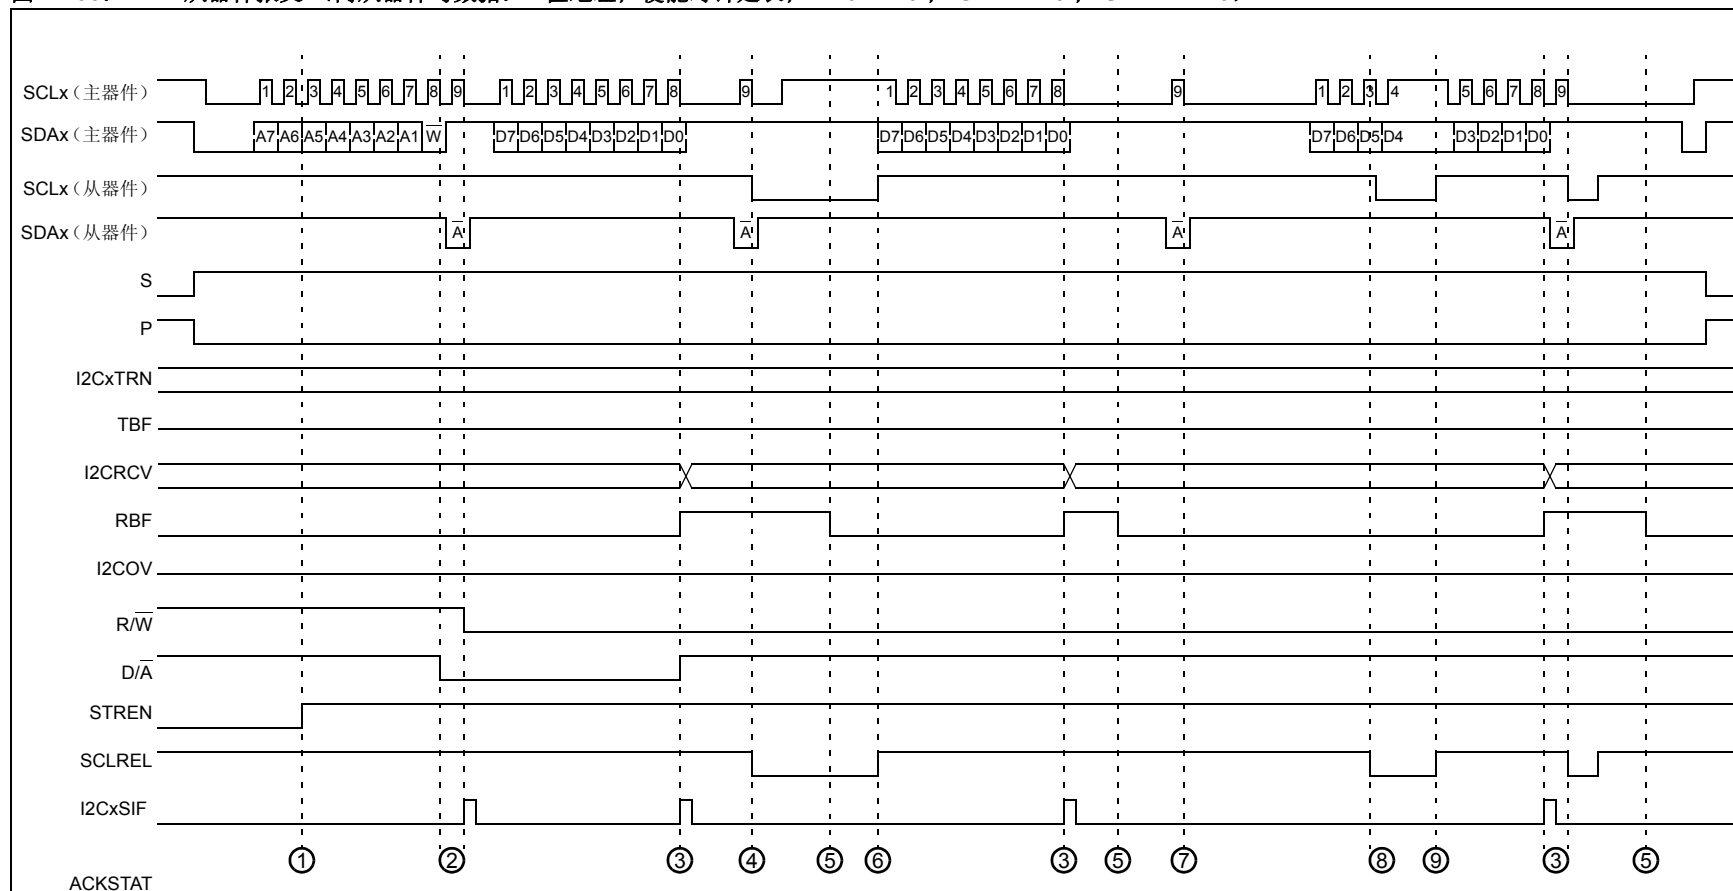 SCLx（主器件）
1 2 3 4 5 6 7 8 9 1 2 3 4 5 6 7 8 9 1 2 3 4 5 6 7 8 9 1 2 3 4 5 6 7 8 9
SDAx（主器件）
A7 A6 A5 A4 A3 A2 A1 W̅ D7 D6 D5 D4 D3 D2 D1 D0 D7 D6 D5 D4 D3 D2 D1 D0 D7 D6 D5 D4 D3 D2 D1 D0
SCLx（从器件）
SDAx（从器件）
A̅ A̅ A̅ A̅
S
P
I2CxTRN
TBF
I2CRCV
RBF
I2COV
R/W̅
D/A̅
STREN
SCLREL
I2CxSIF
① ② ③ ④ ⑤ ⑥ ③ ⑤ ⑦ ⑧ ⑨ ③ ⑤
ACKSTAT